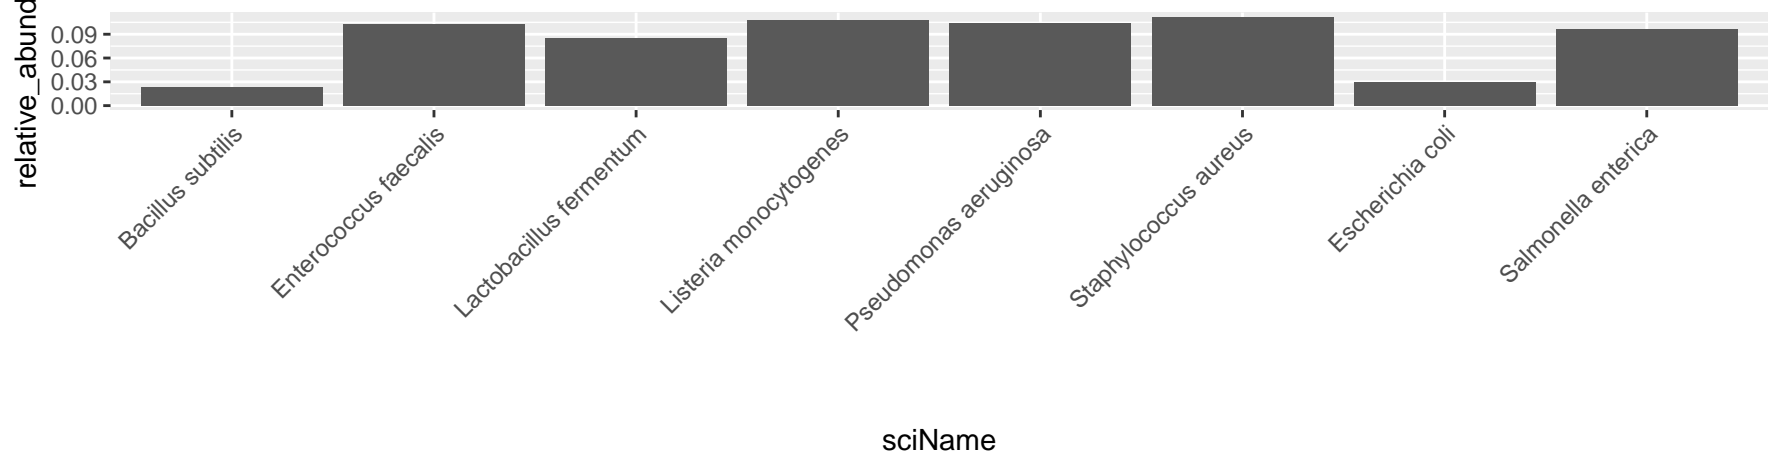 relative_abund
0.09
0.06
0.03
0.00
Bacillus subtilis
Enterococcus faecalis
Lactobacillus fermentum
Listeria monocytogenes
Pseudomonas aeruginosa
Staphylococcus aureus
Escherichia coli
Salmonella enterica
sciName